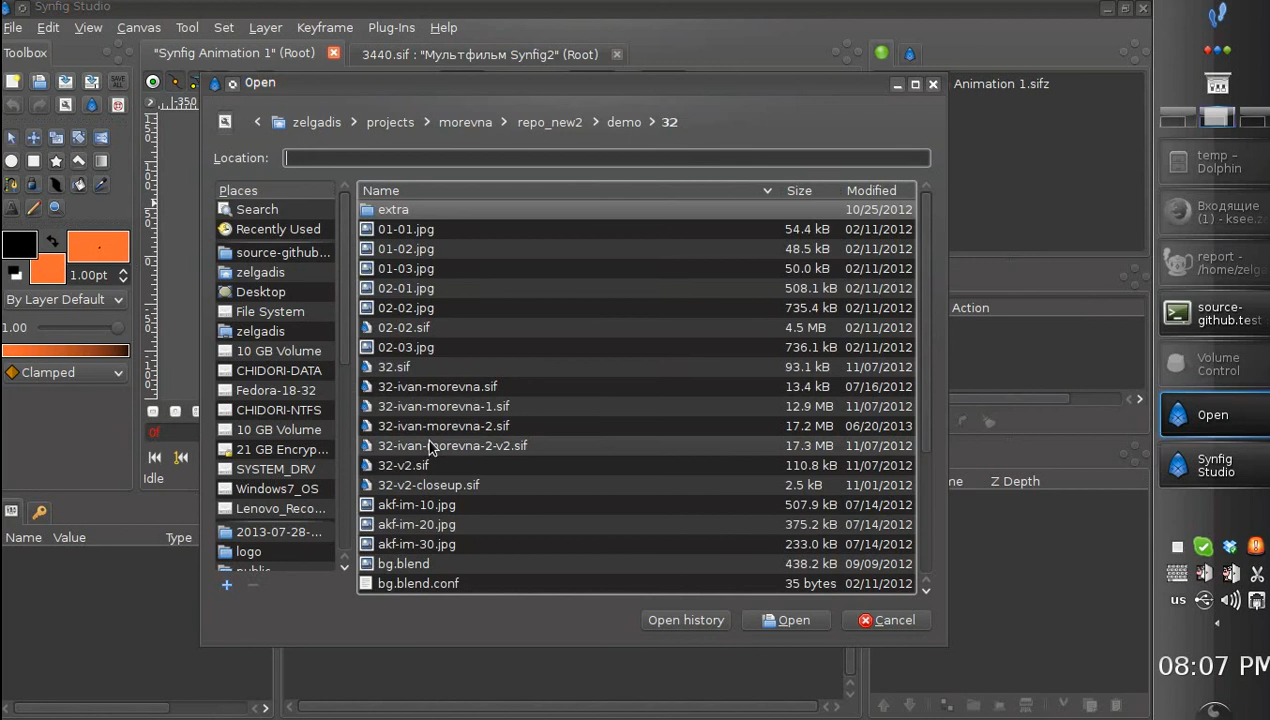 Synfig Studio
File Edit View Canvas Tool Set Layer Keyframe Plug-Ins Help
Toolbox
"Synfig Animation 1" (Root)
3440.sif : "Мультфильм Synfig2" (Root)
SAVE ALL
-350
Open
Animation 1.sifz
zelgadis projects morevna repo_new2 demo 32
Location:
Places
Search
Recently Used
source-github...
zelgadis
Desktop
File System
zelgadis
10 GB Volume
CHIDORI-DATA
Fedora-18-32
CHIDORI-NTFS
10 GB Volume
21 GB Encryp...
SYSTEM_DRV
Windows7_OS
Lenovo_Reco...
2013-07-28-...
logo
public
Name Size Modified
extra 10/25/2012
01-01.jpg 54.4 kB 02/11/2012
01-02.jpg 48.5 kB 02/11/2012
01-03.jpg 50.0 kB 02/11/2012
02-01.jpg 508.1 kB 02/11/2012
02-02.jpg 735.4 kB 02/11/2012
02-02.sif 4.5 MB 02/11/2012
02-03.jpg 736.1 kB 02/11/2012
32.sif 93.1 kB 11/07/2012
32-ivan-morevna.sif 13.4 kB 07/16/2012
32-ivan-morevna-1.sif 12.9 MB 11/07/2012
32-ivan-morevna-2.sif 17.2 MB 06/20/2013
32-ivan-morevna-2-v2.sif 17.3 MB 11/07/2012
32-v2.sif 110.8 kB 11/07/2012
32-v2-closeup.sif 2.5 kB 11/01/2012
akf-im-10.jpg 507.9 kB 07/14/2012
akf-im-20.jpg 375.2 kB 07/14/2012
akf-im-30.jpg 233.0 kB 07/14/2012
bg.blend 438.2 kB 09/09/2012
bg.blend.conf 35 bytes 02/11/2012
Open history Open Cancel
1.00pt
By Layer Default
1.00
Clamped
0f
Idle
Name Value
Action
Z Depth
temp –
Dolphin
Входящие
(1) - ksee.z
report -
/home/zelg
source-
github.test
Volume
Control
Open
Synfig
Studio
us
08:07 PM